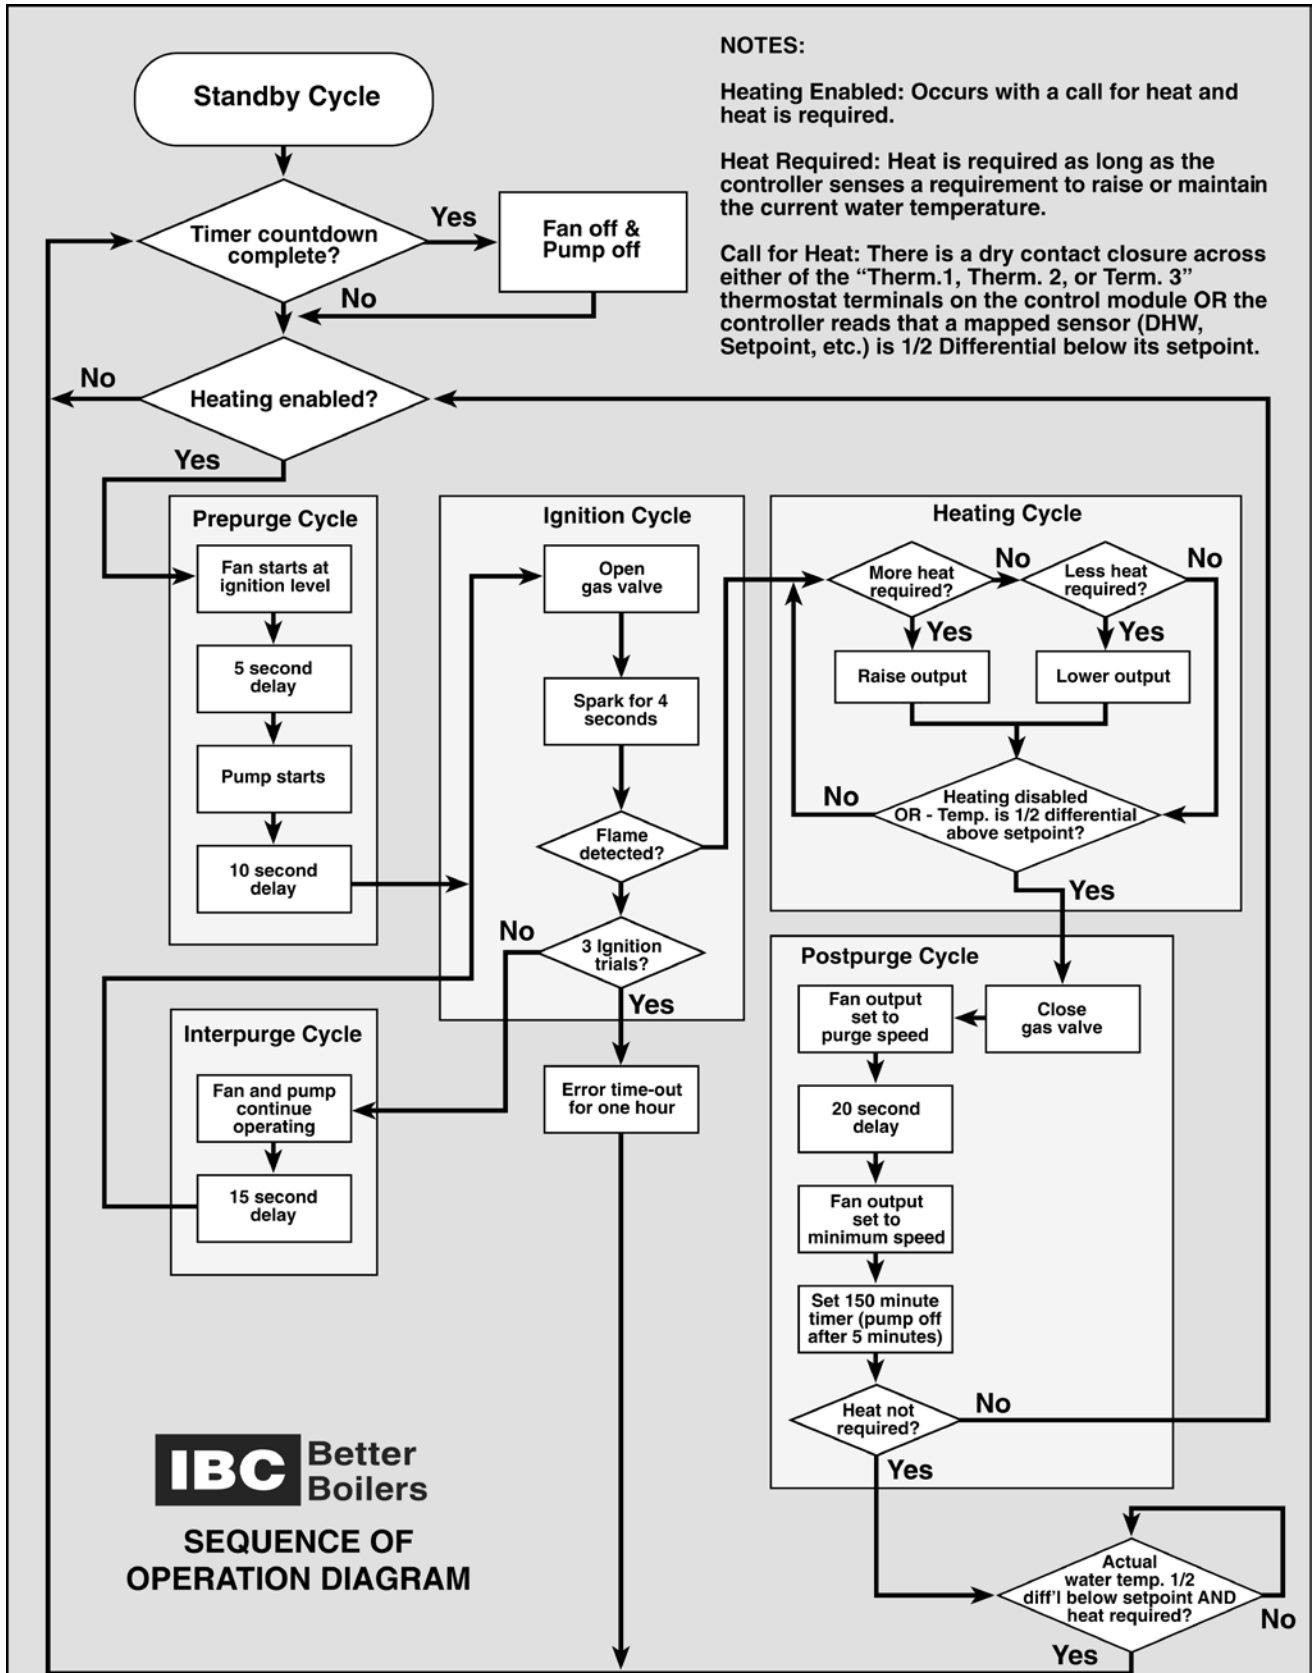 NOTES:
Heating Enabled: Occurs with a call for heat and
heat is required.
Heat Required: Heat is required as long as the
controller senses a requirement to raise or maintain
the current water temperature.
Call for Heat: There is a dry contact closure across
either of the “Therm.1, Therm. 2, or Term. 3”
thermostat terminals on the control module OR the
controller reads that a mapped sensor (DHW,
Setpoint, etc.) is 1/2 Differential below its setpoint.
Standby Cycle
Timer countdown
complete?
Yes
Fan off &
Pump off
No
Heating enabled?
No
Yes
Prepurge Cycle
Fan starts at
ignition level
5 second
delay
Pump starts
10 second
delay
Ignition Cycle
Open
gas valve
Spark for 4
seconds
Flame
detected?
3 Ignition
trials?
No
Yes
Error time-out
for one hour
Interpurge Cycle
Fan and pump
continue
operating
15 second
delay
Heating Cycle
More heat
required?
No
Less heat
required?
No
Yes
Yes
Raise output
Lower output
Heating disabled
OR - Temp. is 1/2 differential
above setpoint?
No
Yes
Postpurge Cycle
Close
gas valve
Fan output
set to
purge speed
20 second
delay
Fan output
set to
minimum speed
Set 150 minute
timer (pump off
after 5 minutes)
Heat not
required?
No
Yes
Actual
water temp. 1/2
diff'l below setpoint AND
heat required?
No
Yes
IBC Better
Boilers
SEQUENCE OF
OPERATION DIAGRAM